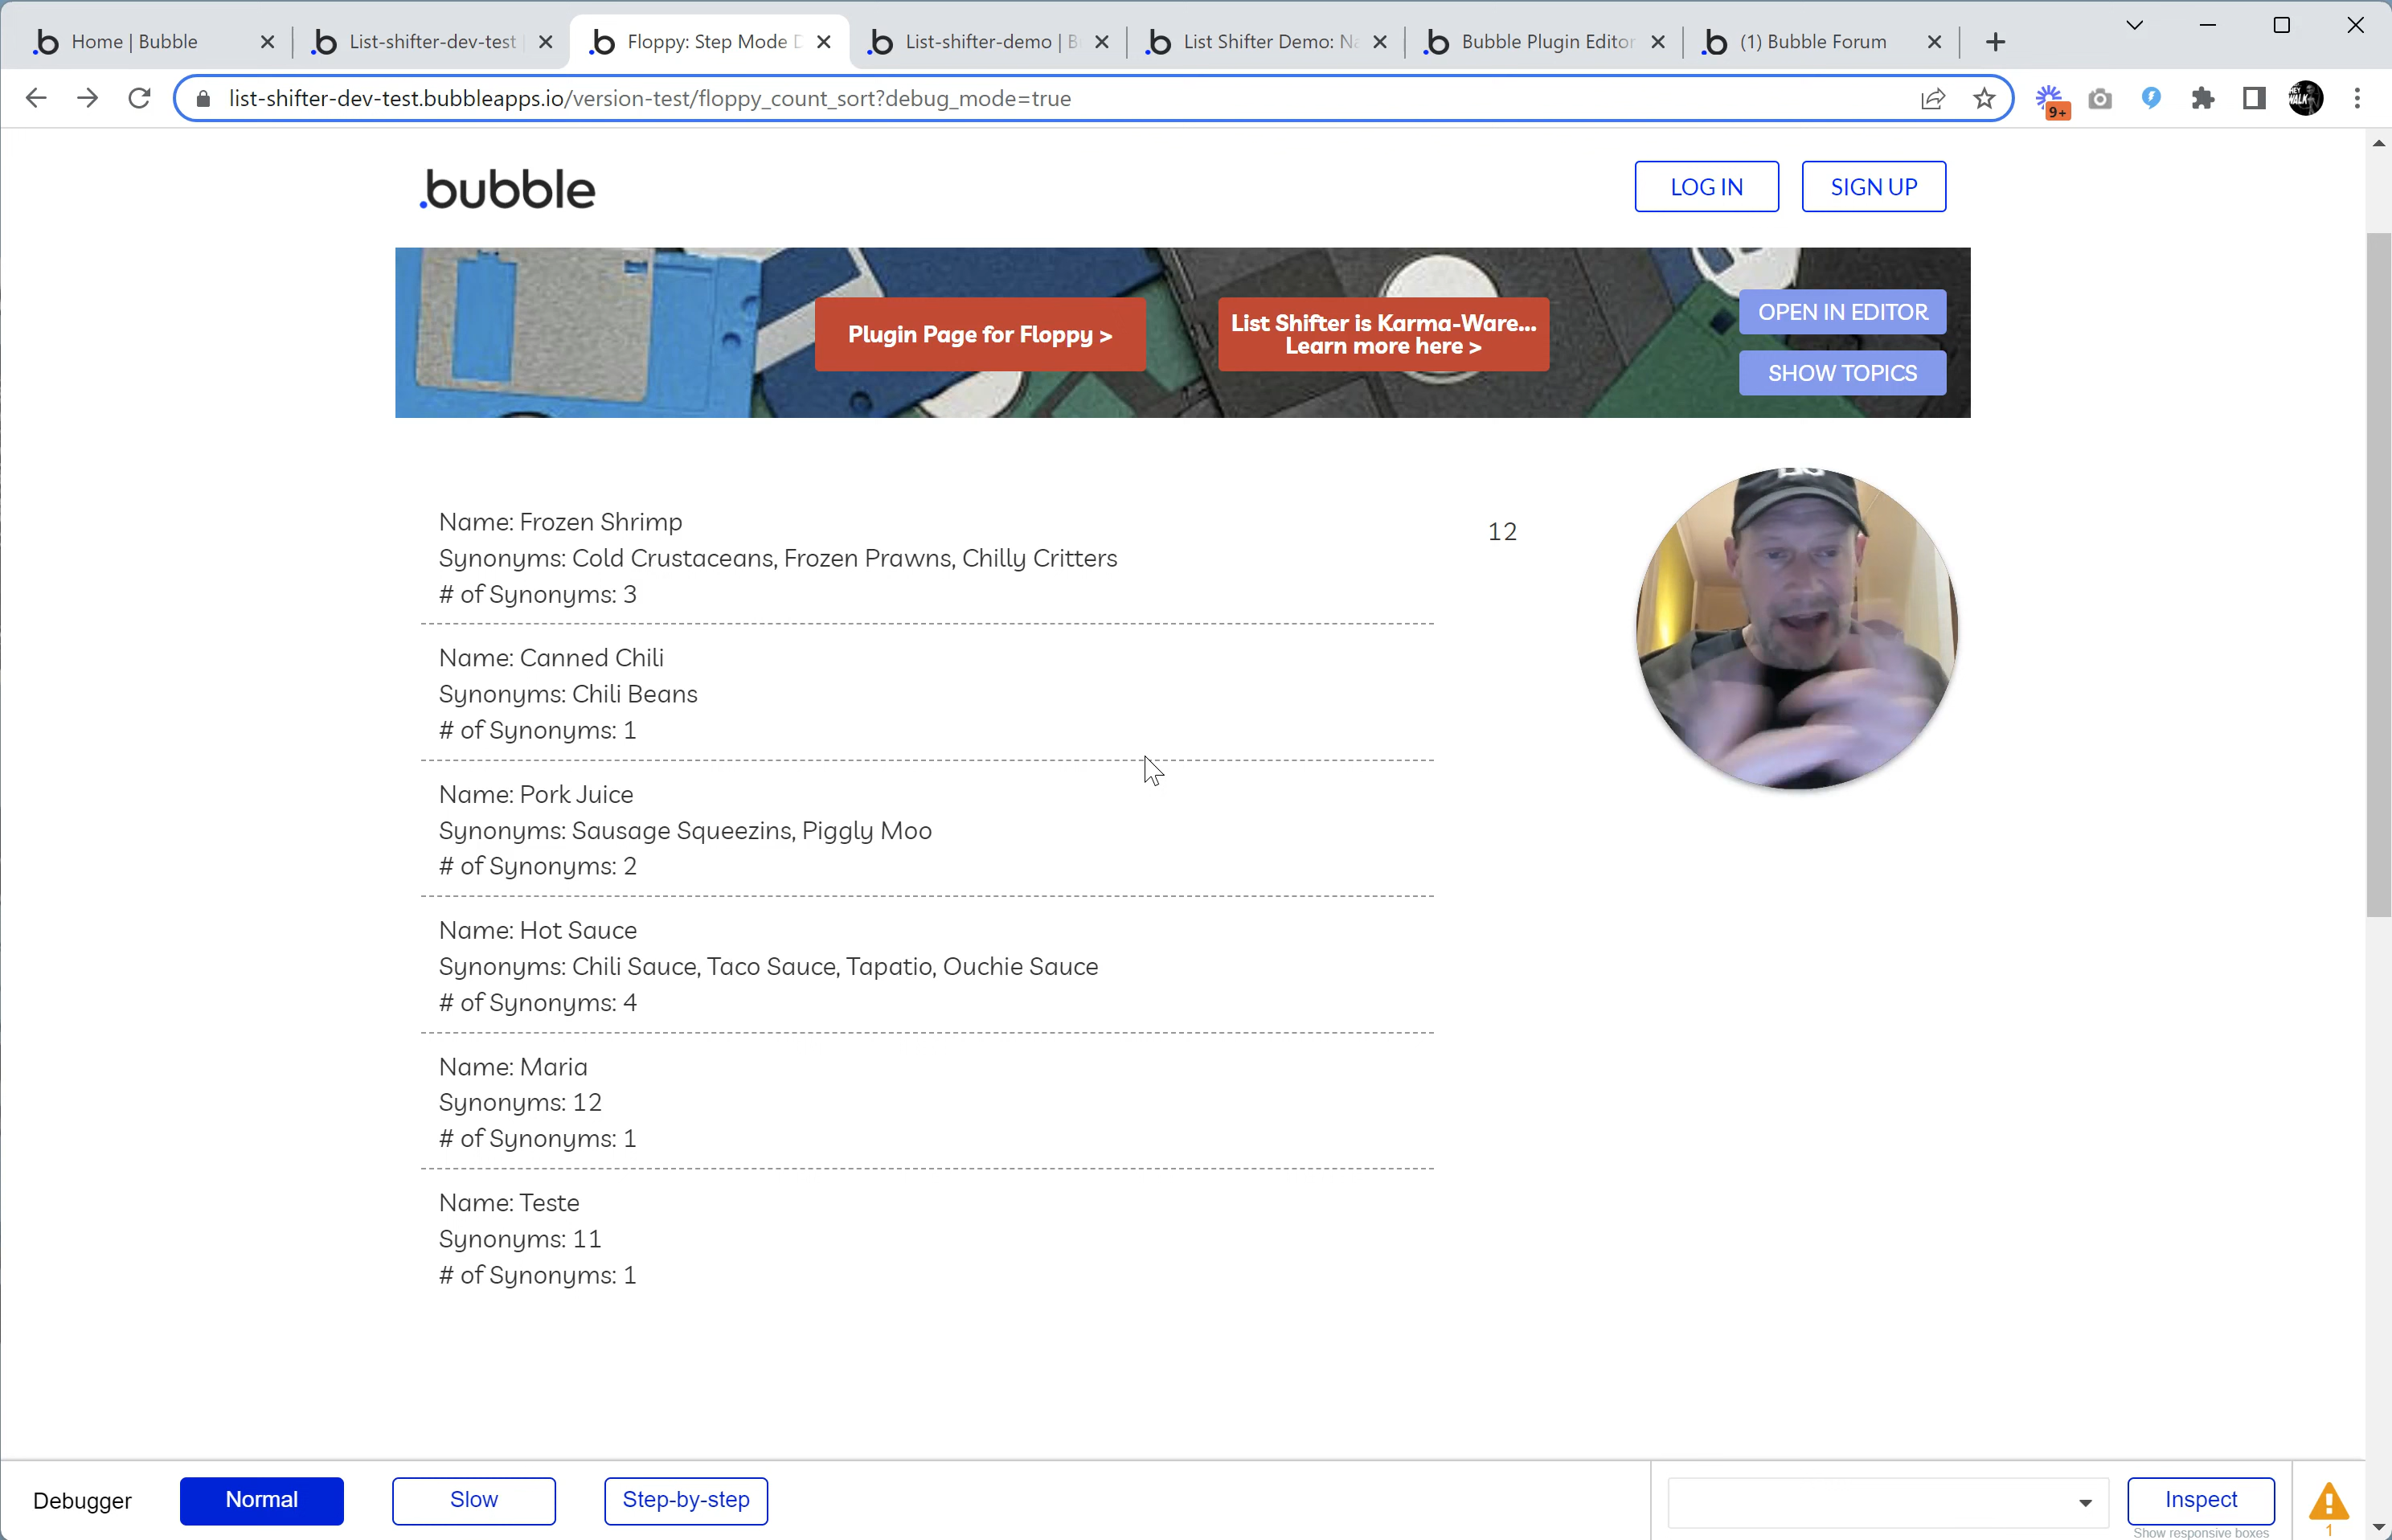 Home | Bubble
List-shifter-dev-test
Floppy: Step Mode
List-shifter-demo |
List Shifter Demo:
Bubble Plugin Editor
(1) Bubble Forum
list-shifter-dev-test.bubbleapps.io/version-test/floppy_count_sort?debug_mode=true
9+
.bubble
LOG IN
SIGN UP
Plugin Page for Floppy >
List Shifter is Karma-Ware...
Learn more here >
OPEN IN EDITOR
SHOW TOPICS
Name: Frozen Shrimp
Synonyms: Cold Crustaceans, Frozen Prawns, Chilly Critters
# of Synonyms: 3
12
Name: Canned Chili
Synonyms: Chili Beans
# of Synonyms: 1
Name: Pork Juice
Synonyms: Sausage Squeezins, Piggly Moo
# of Synonyms: 2
Name: Hot Sauce
Synonyms: Chili Sauce, Taco Sauce, Tapatio, Ouchie Sauce
# of Synonyms: 4
Name: Maria
Synonyms: 12
# of Synonyms: 1
Name: Teste
Synonyms: 11
# of Synonyms: 1
Debugger
Normal
Slow
Step-by-step
Inspect
Show responsive boxes
1